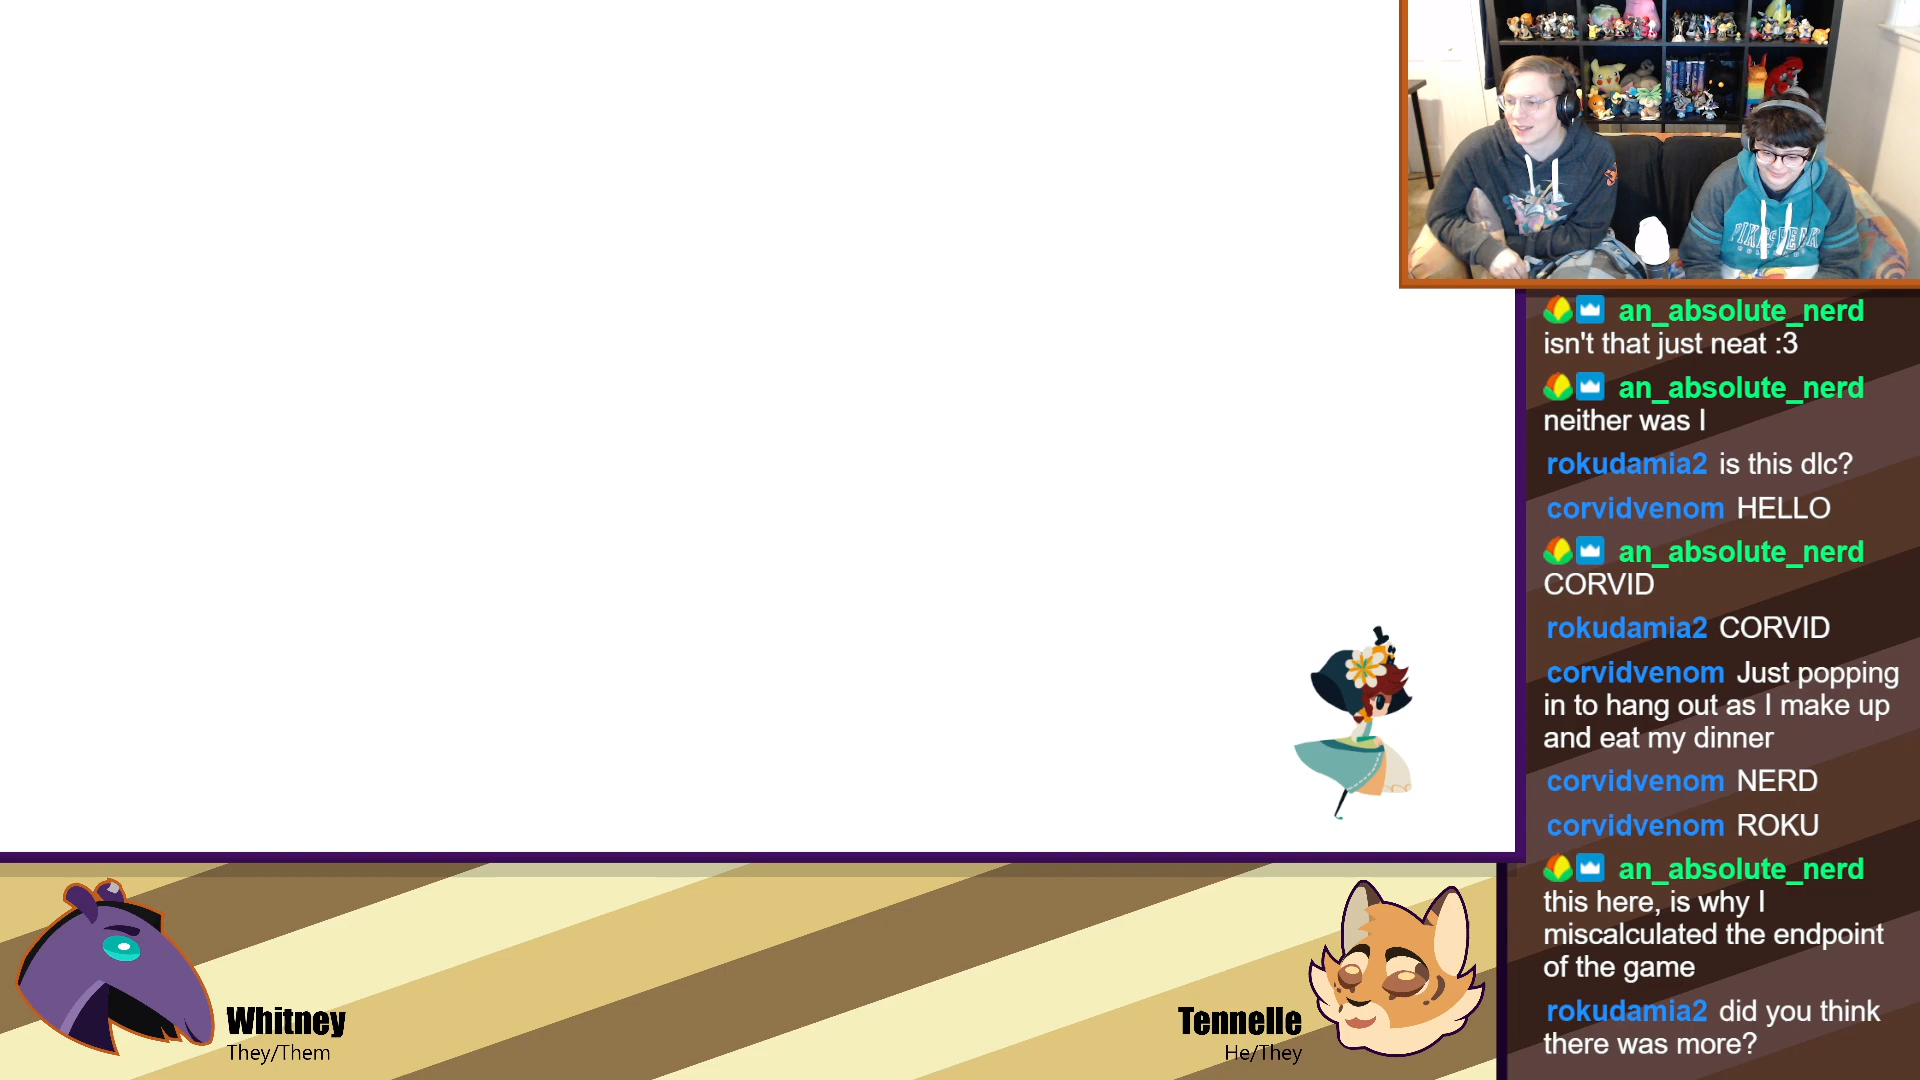 PIKES PEAK
an_absolute_nerd
isn't that just neat :3
an_absolute_nerd
neither was I
rokudamia2 is this dlc?
corvidvenom HELLO
an_absolute_nerd
CORVID
rokudamia2 CORVID
corvidvenom Just popping
in to hang out as I make up
and eat my dinner
corvidvenom NERD
corvidvenom ROKU
an_absolute_nerd
this here, is why I
miscalculated the endpoint
of the game
rokudamia2 did you think
there was more?
Whitney
They/Them
Tennelle
He/They